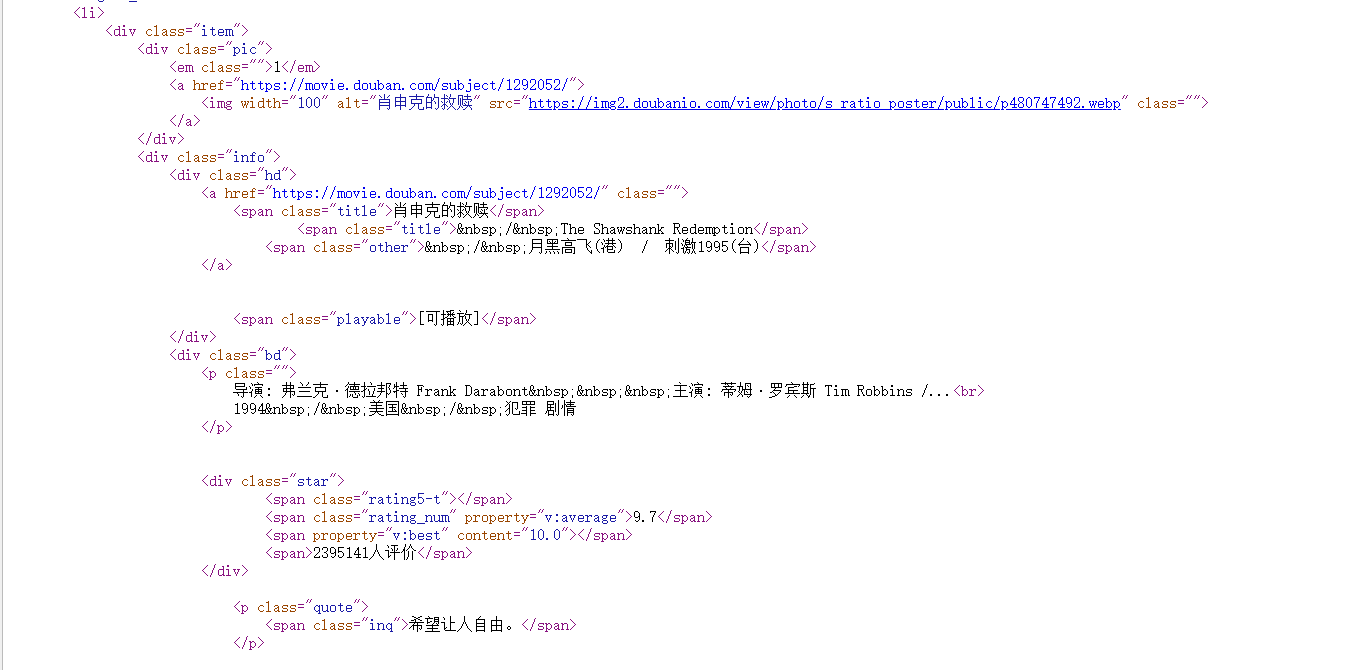 <li>
<div class="item">
<div class="pic">
<em class="">1</em>
<a href="https://movie.douban.com/subject/1292052/">
<img width="100" alt="肖申克的救赎" src="https://img2.doubanio.com/view/photo/s_ratio_poster/public/p480747492.webp" class="">
</a>
</div>
<div class="info">
<div class="hd">
<a href="https://movie.douban.com/subject/1292052/" class="">
<span class="title">肖申克的救赎</span>
<span class="title">&nbsp;/&nbsp;The Shawshank Redemption</span>
<span class="other">&nbsp;/&nbsp;月黑高飞(港)  /  刺激1995(台)</span>
</a>
<span class="playable">[可播放]</span>
</div>
<div class="bd">
<p class="">
导演: 弗兰克·德拉邦特 Frank Darabont&nbsp;&nbsp;&nbsp;主演: 蒂姆·罗宾斯 Tim Robbins /...<br>
1994&nbsp;/&nbsp;美国&nbsp;/&nbsp;犯罪 剧情
</p>
<div class="star">
<span class="rating5-t"></span>
<span class="rating_num" property="v:average">9.7</span>
<span property="v:best" content="10.0"></span>
<span>2395141人评价</span>
</div>
<p class="quote">
<span class="inq">希望让人自由。</span>
</p>